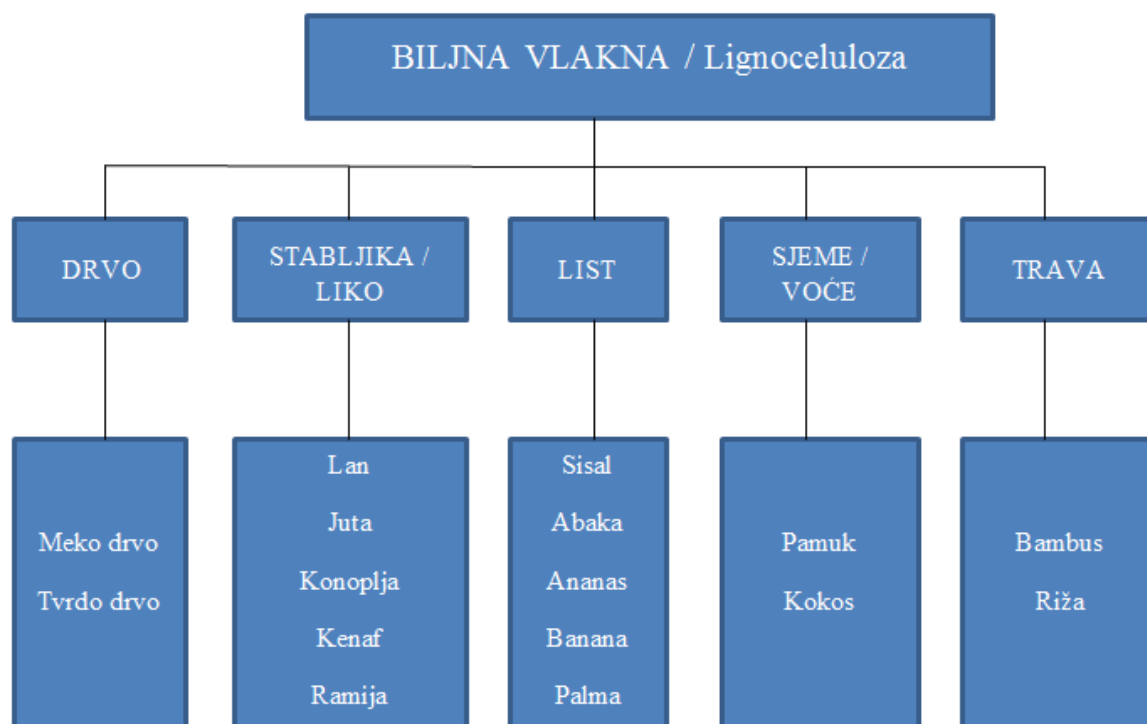 BILJNA VLAKNA / Lignoceluloza
DRVO
STABLJIKA /
LIKO
LIST
SJEME /
VOĆE
TRAVA
Meko drvo
Tvrdo drvo
Lan
Juta
Konoplja
Kenaf
Ramija
Sisal
Abaka
Ananas
Banana
Palma
Pamuk
Kokos
Bambus
Riža